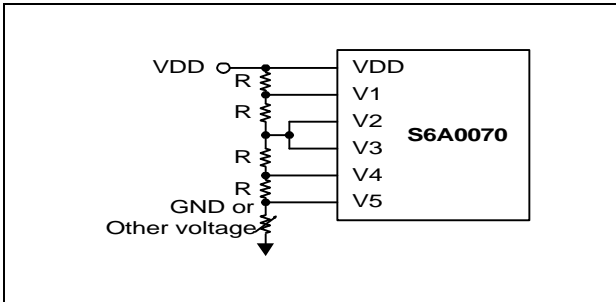 VDD VDD
R
V1
R
V2
S6A0070
V3
R
V4
R
V5
GND or
Other voltage